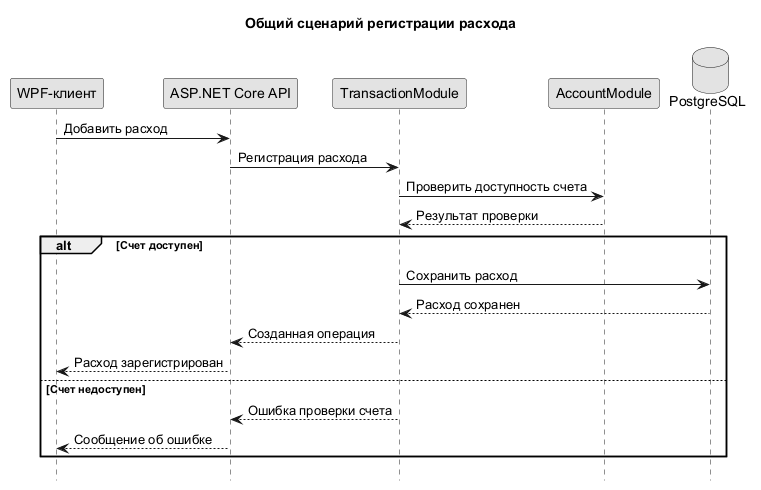 Общий сценарий регистрации расхода
WPF-клиент
ASP.NET Core API
TransactionModule
AccountModule
PostgreSQL
Добавить расход
Регистрация расхода
Проверить доступность счета
Результат проверки
alt
[Счет доступен]
Сохранить расход
Расход сохранен
Созданная операция
Расход зарегистрирован
[Счет недоступен]
Ошибка проверки счета
Сообщение об ошибке